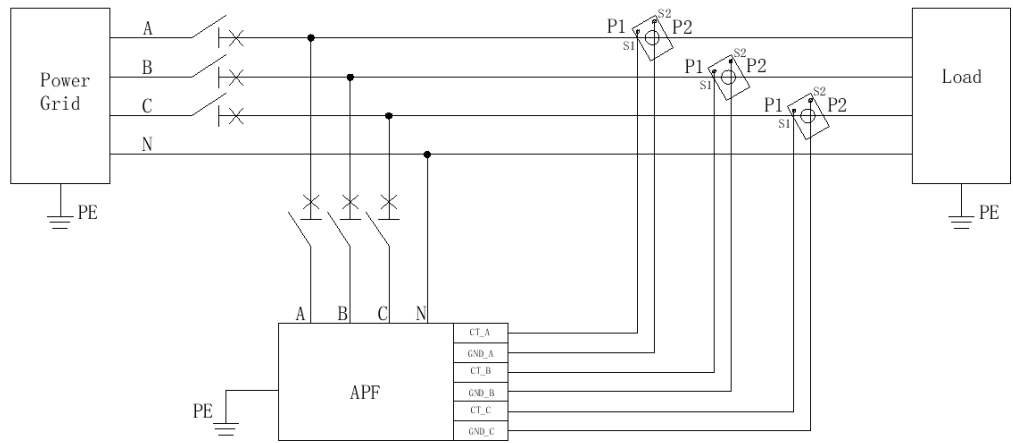 A
B
C
N
Power
Grid
PE
P1
S1
S2
P2
P1
S1
S2
P2
P1
S1
S2
P2
Load
PE
A
B
C
N
CT_A
GND_A
CT_B
GND_B
CT_C
GND_C
APF
PE